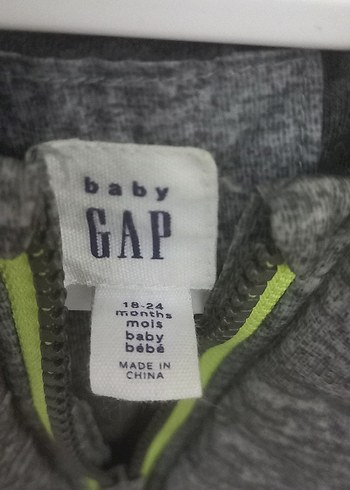 baby
GAP
18-24
months
mois
baby
bébé
MADE IN
CHINA